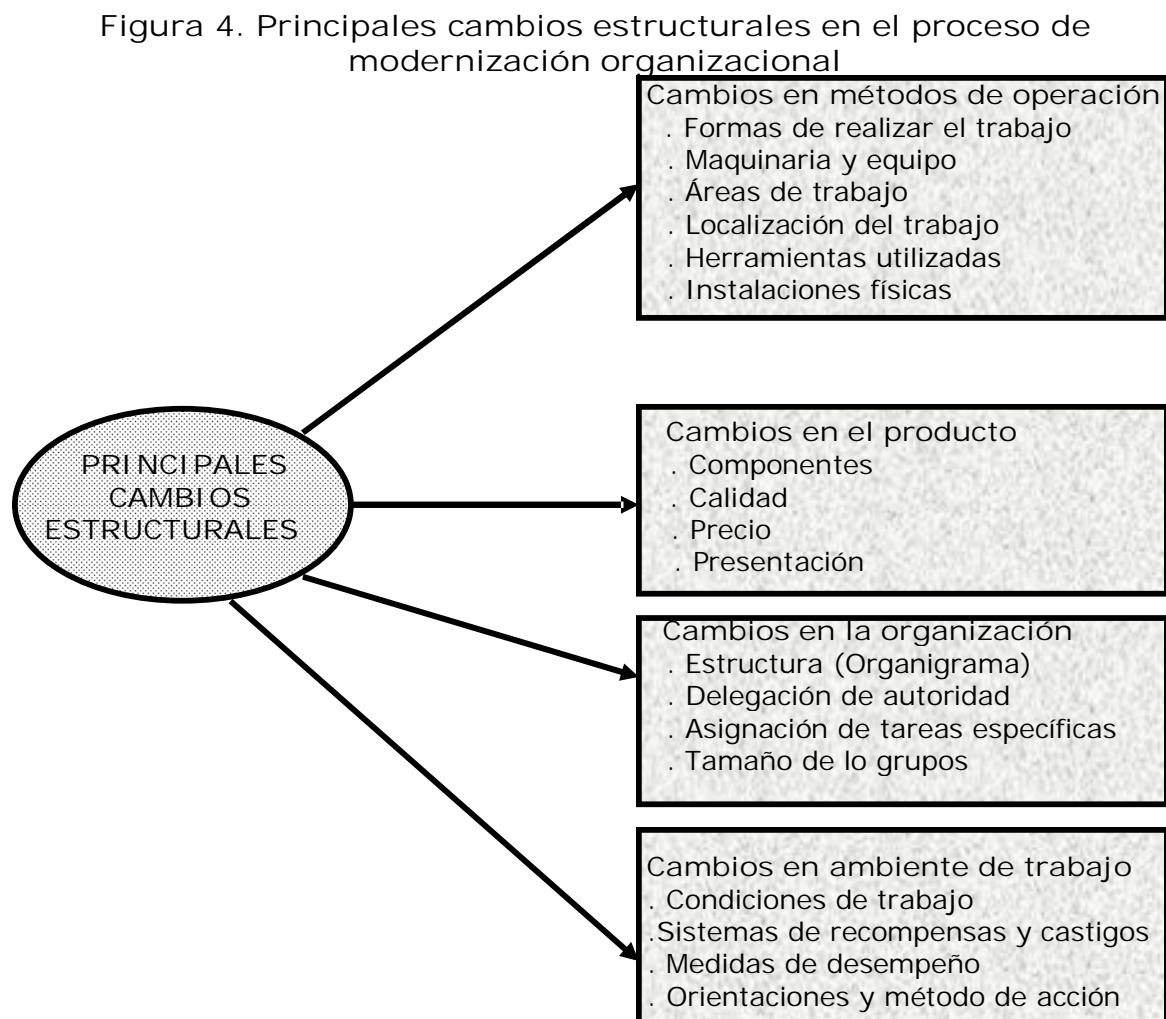 Figura 4. Principales cambios estructurales en el proceso de
modernización organizacional
Cambios en métodos de operación
. Formas de realizar el trabajo
. Maquinaria y equipo
. Áreas de trabajo
. Localización del trabajo
. Herramientas utilizadas
. Instalaciones físicas
PRINCIPALES
CAMBIOS
ESTRUCTURALES
Cambios en el producto
. Componentes
. Calidad
. Precio
. Presentación
Cambios en la organización
. Estructura (Organigrama)
. Delegación de autoridad
. Asignación de tareas específicas
. Tamaño de lo grupos
Cambios en ambiente de trabajo
. Condiciones de trabajo
.Sistemas de recompensas y castigos
. Medidas de desempeño
. Orientaciones y método de acción